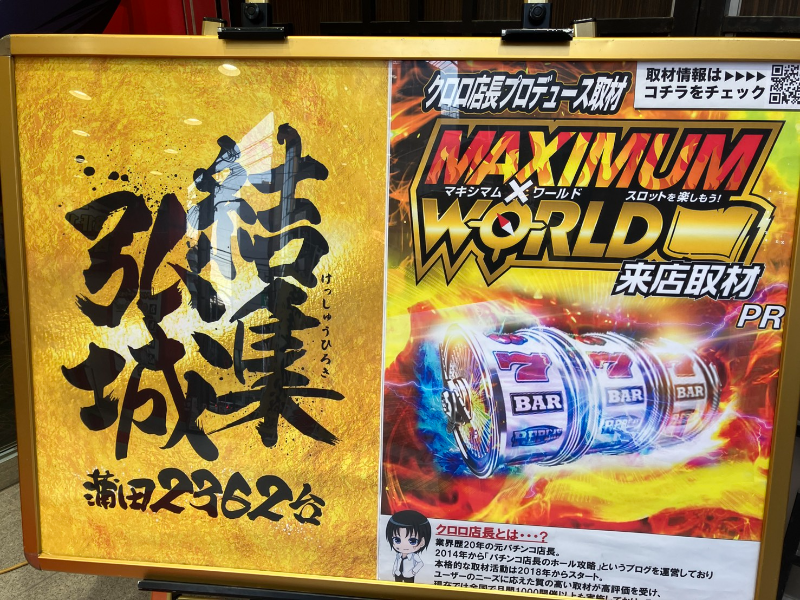 結集
弘城
けっしゅうひろき
蒲田2362台
クロロ店長プロデュース取材
取材情報は▶▶▶▶
コチラをチェック
MAXIMUM
マキシマム×ワールド
スロットを楽しもう!
WORLD
来店取材
PR
7 7 7
BAR BAR BAR
クロロ店長とは・・・?
業界歴20年の元パチンコ店長。
2014年から「パチンコ店長のホール攻略」というブログを運営しており
本格的な取材活動は2018年からスタート。
ユーザーのニーズに応えた質の高い取材が高評価を受け、